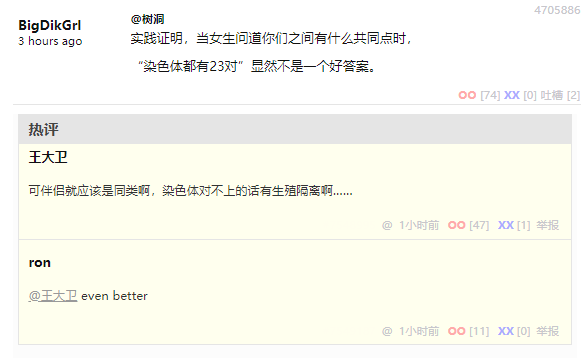 4705886
BigDikGrl
3 hours ago
@树洞
实践证明，当女生问道你们之间有什么共同点时，
“染色体都有23对”显然不是一个好答案。
OO [74] XX [0] 吐槽 [2]
热评
王大卫
可伴侣就应该是同类啊，染色体对不上的话有生殖隔离啊……
@ 1小时前 OO [47] XX [1] 举报
ron
@王大卫 even better
@ 1小时前 OO [11] XX [0] 举报